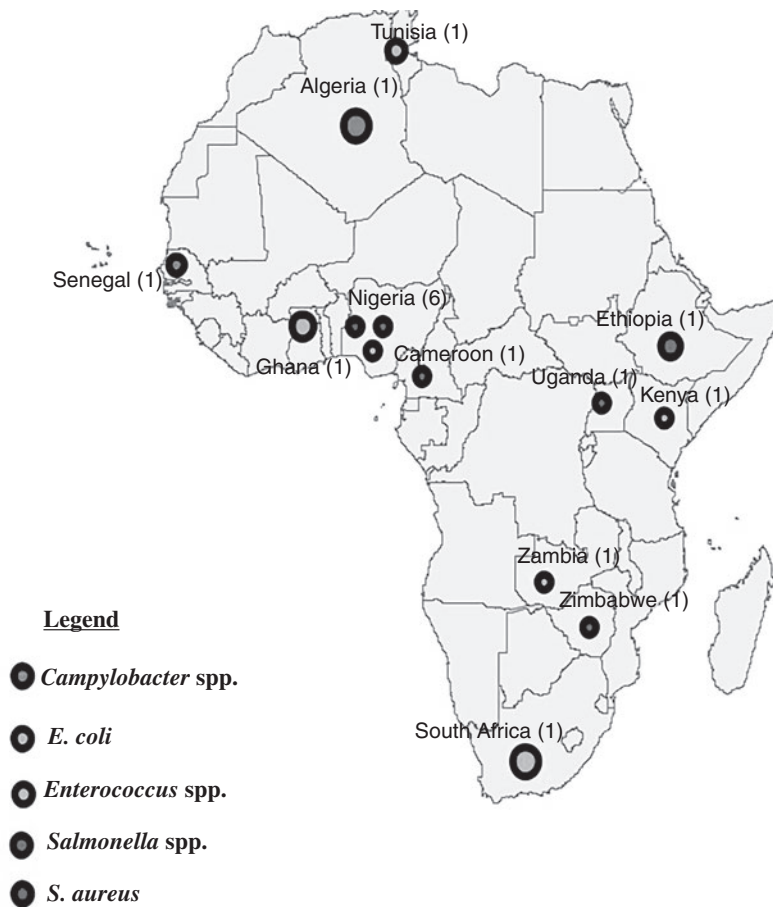 Tunisia (1)
Algeria (1)
Senegal (1)
Nigeria (6)
Ethiopia (1)
Ghana (1)
Cameroon (1)
Uganda (1)
Kenya (1)
Zambia (1)
Zimbabwe (1)
South Africa (1)
Legend
Campylobacter spp.
E. coli
Enterococcus spp.
Salmonella spp.
S. aureus